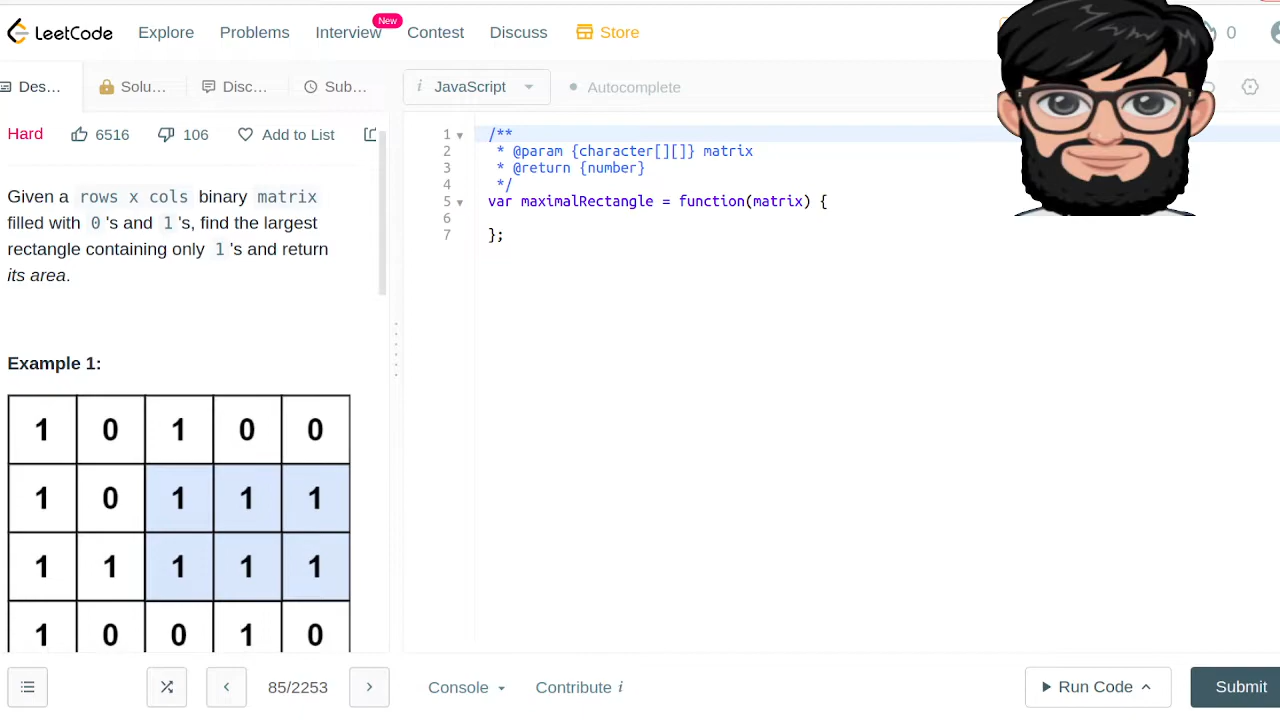 LeetCode Explore Problems Interview New Contest Discuss Store 0
Des... Solu... Disc... Sub... i JavaScript Autocomplete
Hard 6516 106 Add to List
Given a rows x cols binary matrix
filled with 0 's and 1 's, find the largest
rectangle containing only 1 's and return
its area.
Example 1:
1 0 1 0 0
1 0 1 1 1
1 1 1 1 1
1 0 0 1 0
1 /**
2 * @param {character[][]} matrix
3 * @return {number}
4 */
5 var maximalRectangle = function(matrix) {
6
7 };
85/2253 Console Contribute i Run Code Submit